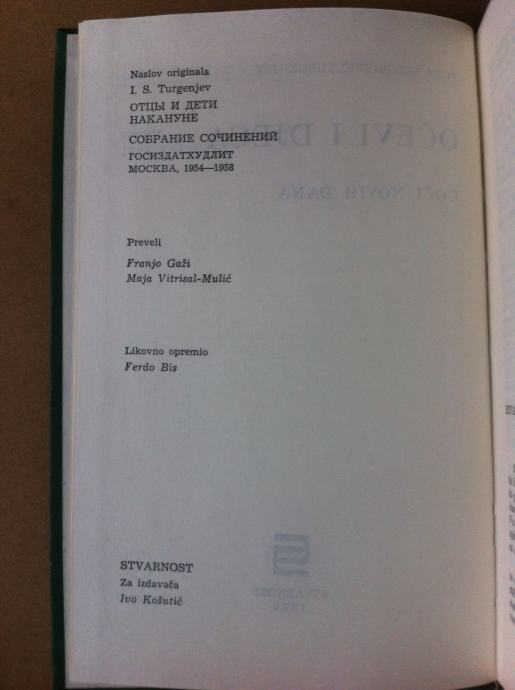 Naslov originala
I. S. Turgenjev
ОТЦЫ И ДЕТИ
НАКАНУНЕ
СОБРАНИЕ СОЧИНЕНИЙ
ГОСИЗДАТХУДЛИТ
МОСКВА, 1954—1958
Preveli
Franjo Gaži
Maja Vitrisal-Mulić
Likovno opremio
Ferdo Bis
STVARNOST
Za izdavača
Ivo Košutić